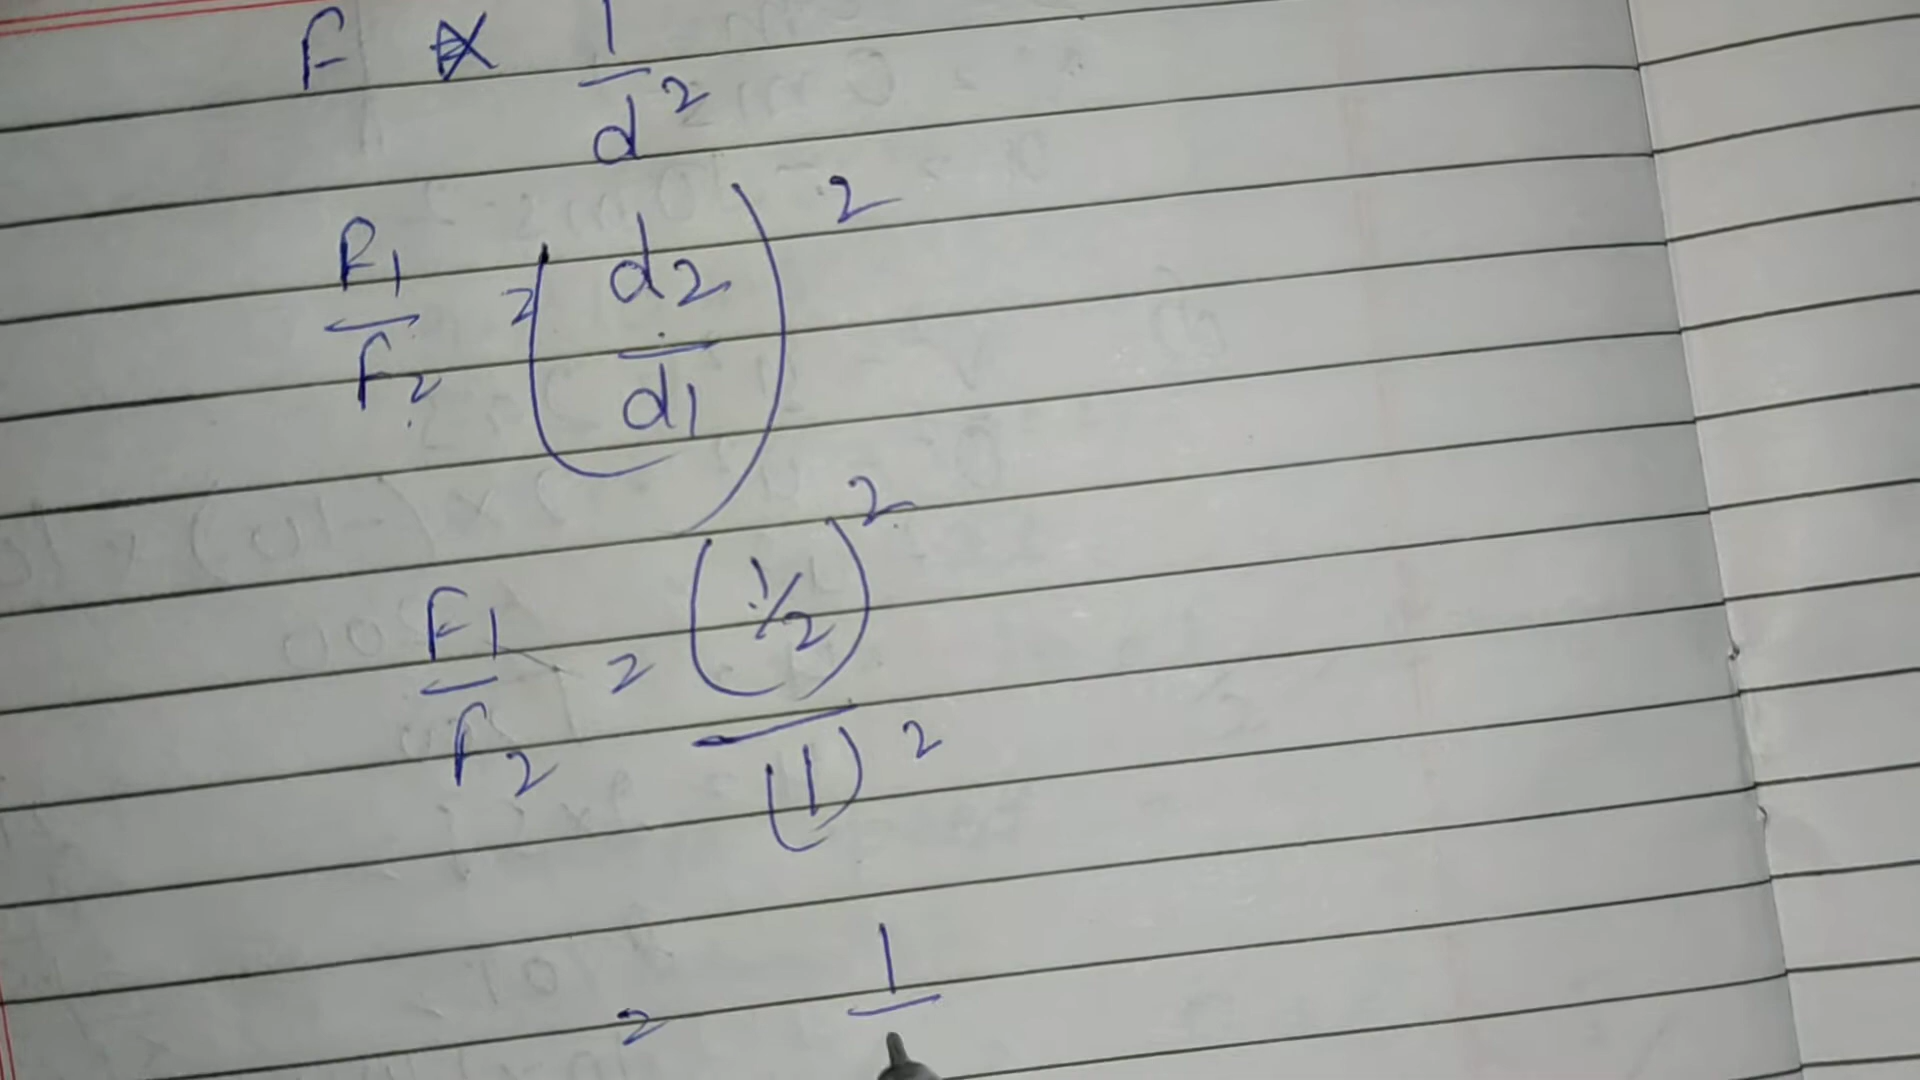 F ∝ 1/d²
F1/F2 = (d2/d1)²
F1/F2 = (1/2)²/(1)²
= 1/